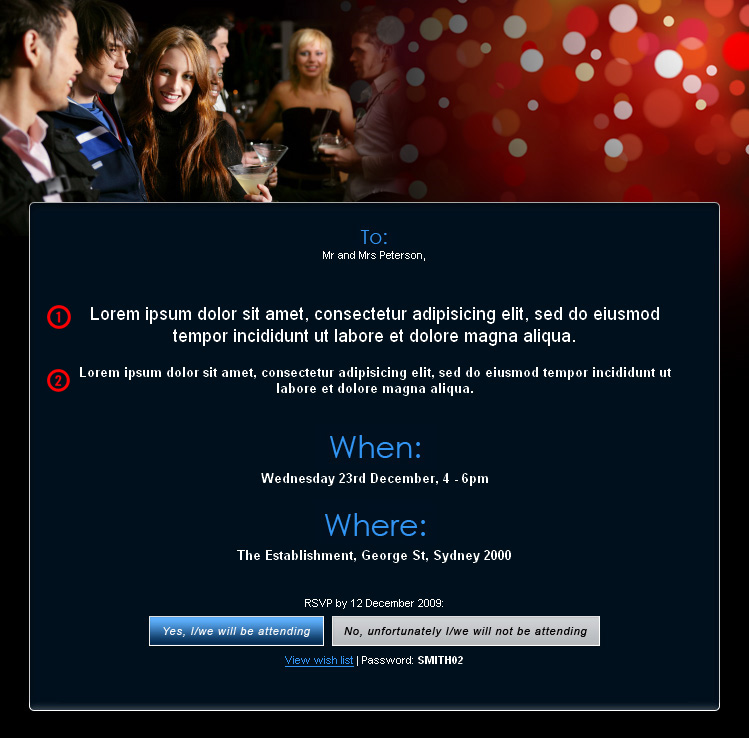 To:
Mr and Mrs Peterson,
1 Lorem ipsum dolor sit amet, consectetur adipisicing elit, sed do eiusmod
tempor incididunt ut labore et dolore magna aliqua.
2 Lorem ipsum dolor sit amet, consectetur adipisicing elit, sed do eiusmod tempor incididunt ut
labore et dolore magna aliqua.
When:
Wednesday 23rd December, 4 - 6pm
Where:
The Establishment, George St, Sydney 2000
RSVP by 12 December 2009:
Yes, I/we will be attending No, unfortunately I/we will not be attending
View wish list | Password: SMITH02